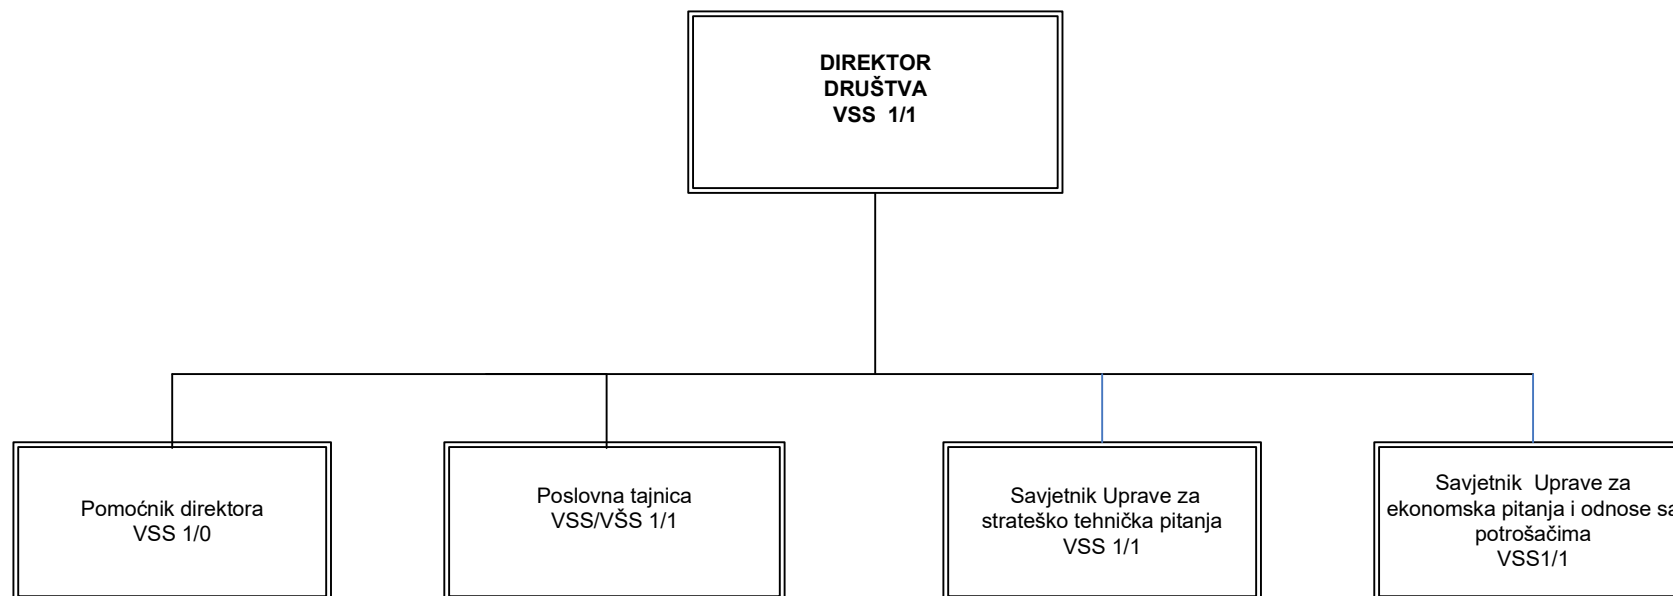 DIREKTOR
DRUŠTVA
VSS 1/1
Pomoćnik direktora
VSS 1/0
Poslovna tajnica
VSS/VŠS 1/1
Savjetnik Uprave za
strateško tehnička pitanja
VSS 1/1
Savjetnik Uprave za
ekonomska pitanja i odnose sa
potrošačima
VSS1/1